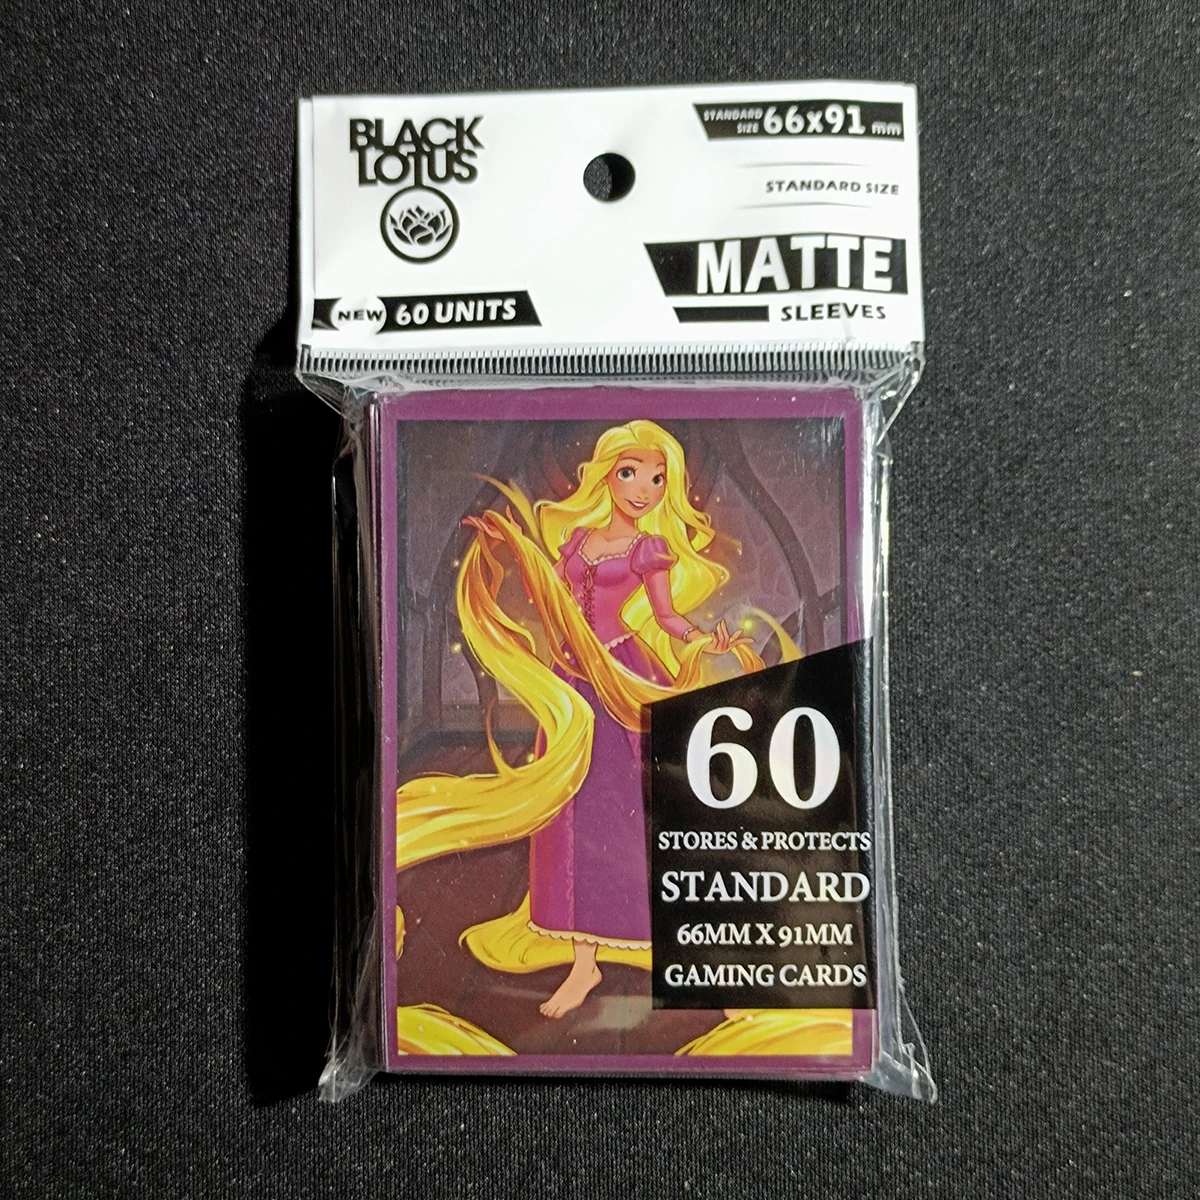 BLACK
LOTUS
STANDARD
SIZE
66x91 mm
STANDARD SIZE
MATTE
SLEEVES
NEW
60 UNITS
60
STORES & PROTECTS
STANDARD
66MM X 91MM
GAMING CARDS